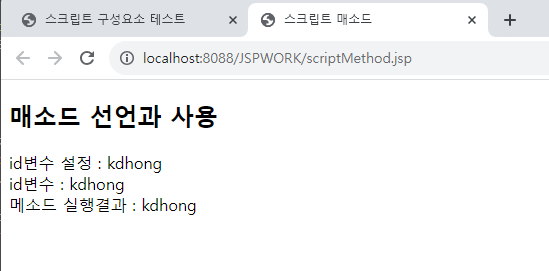 스크립트 구성요소 테스트
스크립트 매소드
localhost:8088/JSPWORK/scriptMethod.jsp
매소드 선언과 사용
id변수 설정 : kdhong
id변수 : kdhong
메소드 실행결과 : kdhong